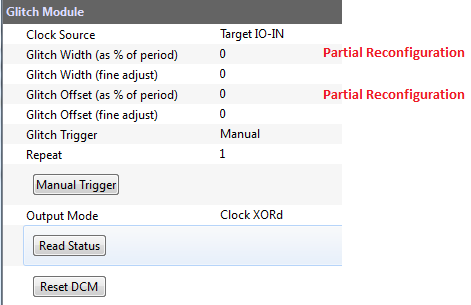 Glitch Module
Clock Source Target IO-IN
Glitch Width (as % of period) 0 Partial Reconfiguration
Glitch Width (fine adjust) 0
Glitch Offset (as % of period) 0 Partial Reconfiguration
Glitch Offset (fine adjust) 0
Glitch Trigger Manual
Repeat 1
Manual Trigger
Output Mode Clock XORd
Read Status
Reset DCM